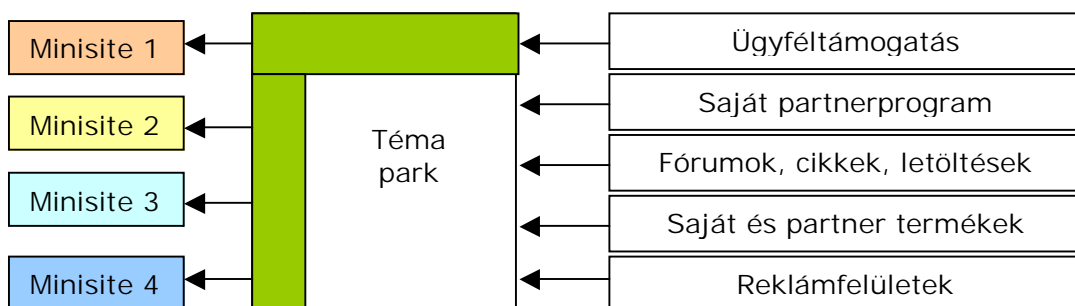 Minisite 1
Minisite 2
Minisite 3
Minisite 4
Téma
park
Ügyféltámogatás
Saját partnerprogram
Fórumok, cikkek, letöltések
Saját és partner termékek
Reklámfelületek